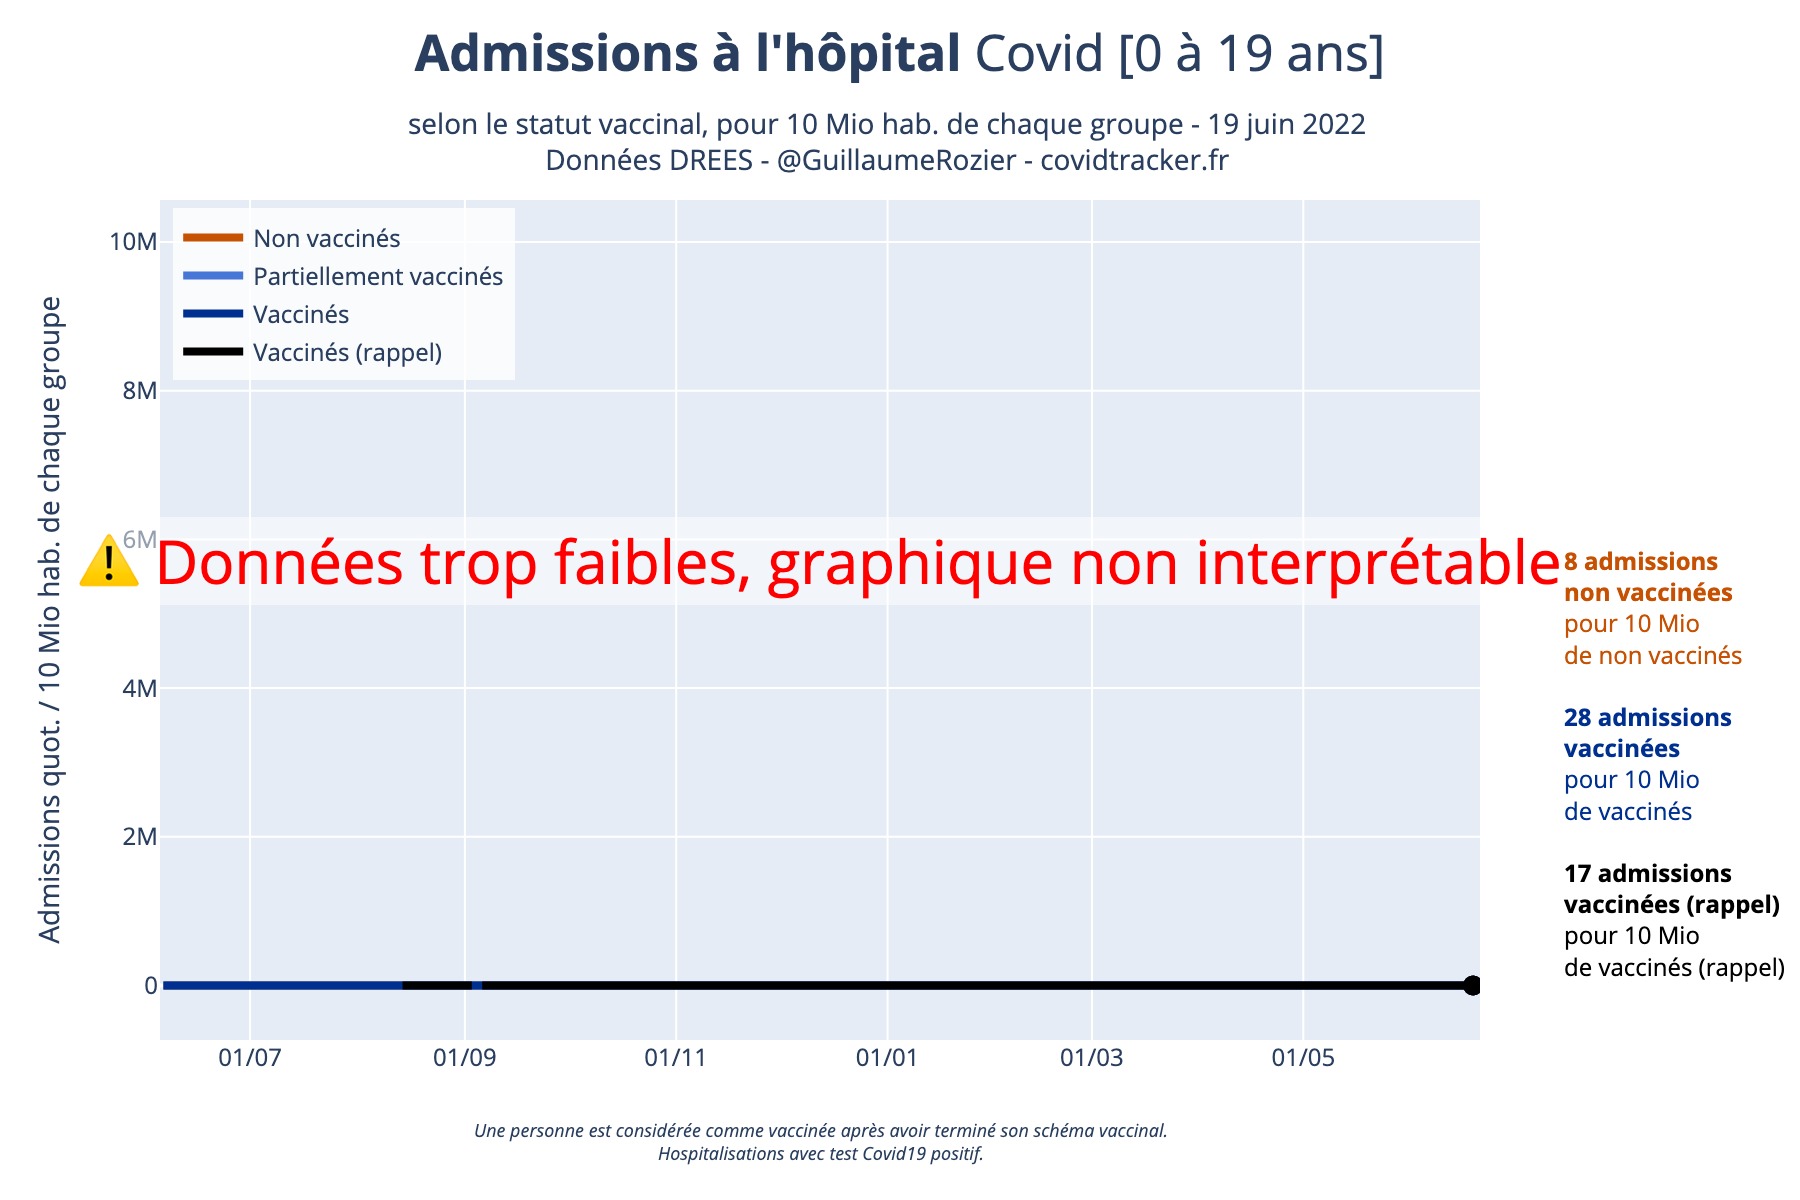 Admissions à l'hôpital Covid [0 à 19 ans]
selon le statut vaccinal, pour 10 Mio hab. de chaque groupe - 19 juin 2022
Données DREES - @GuillaumeRozier - covidtracker.fr
Admissions quot. / 10 Mio hab. de chaque groupe
10M
8M
6M
4M
2M
0
Non vaccinés
Partiellement vaccinés
Vaccinés
Vaccinés (rappel)
Données trop faibles, graphique non interprétable
8 admissions
non vaccinées
pour 10 Mio
de non vaccinés
28 admissions
vaccinées
pour 10 Mio
de vaccinés
17 admissions
vaccinées (rappel)
pour 10 Mio
de vaccinés (rappel)
01/07
01/09
01/11
01/01
01/03
01/05
Une personne est considérée comme vaccinée après avoir terminé son schéma vaccinal.
Hospitalisations avec test Covid19 positif.